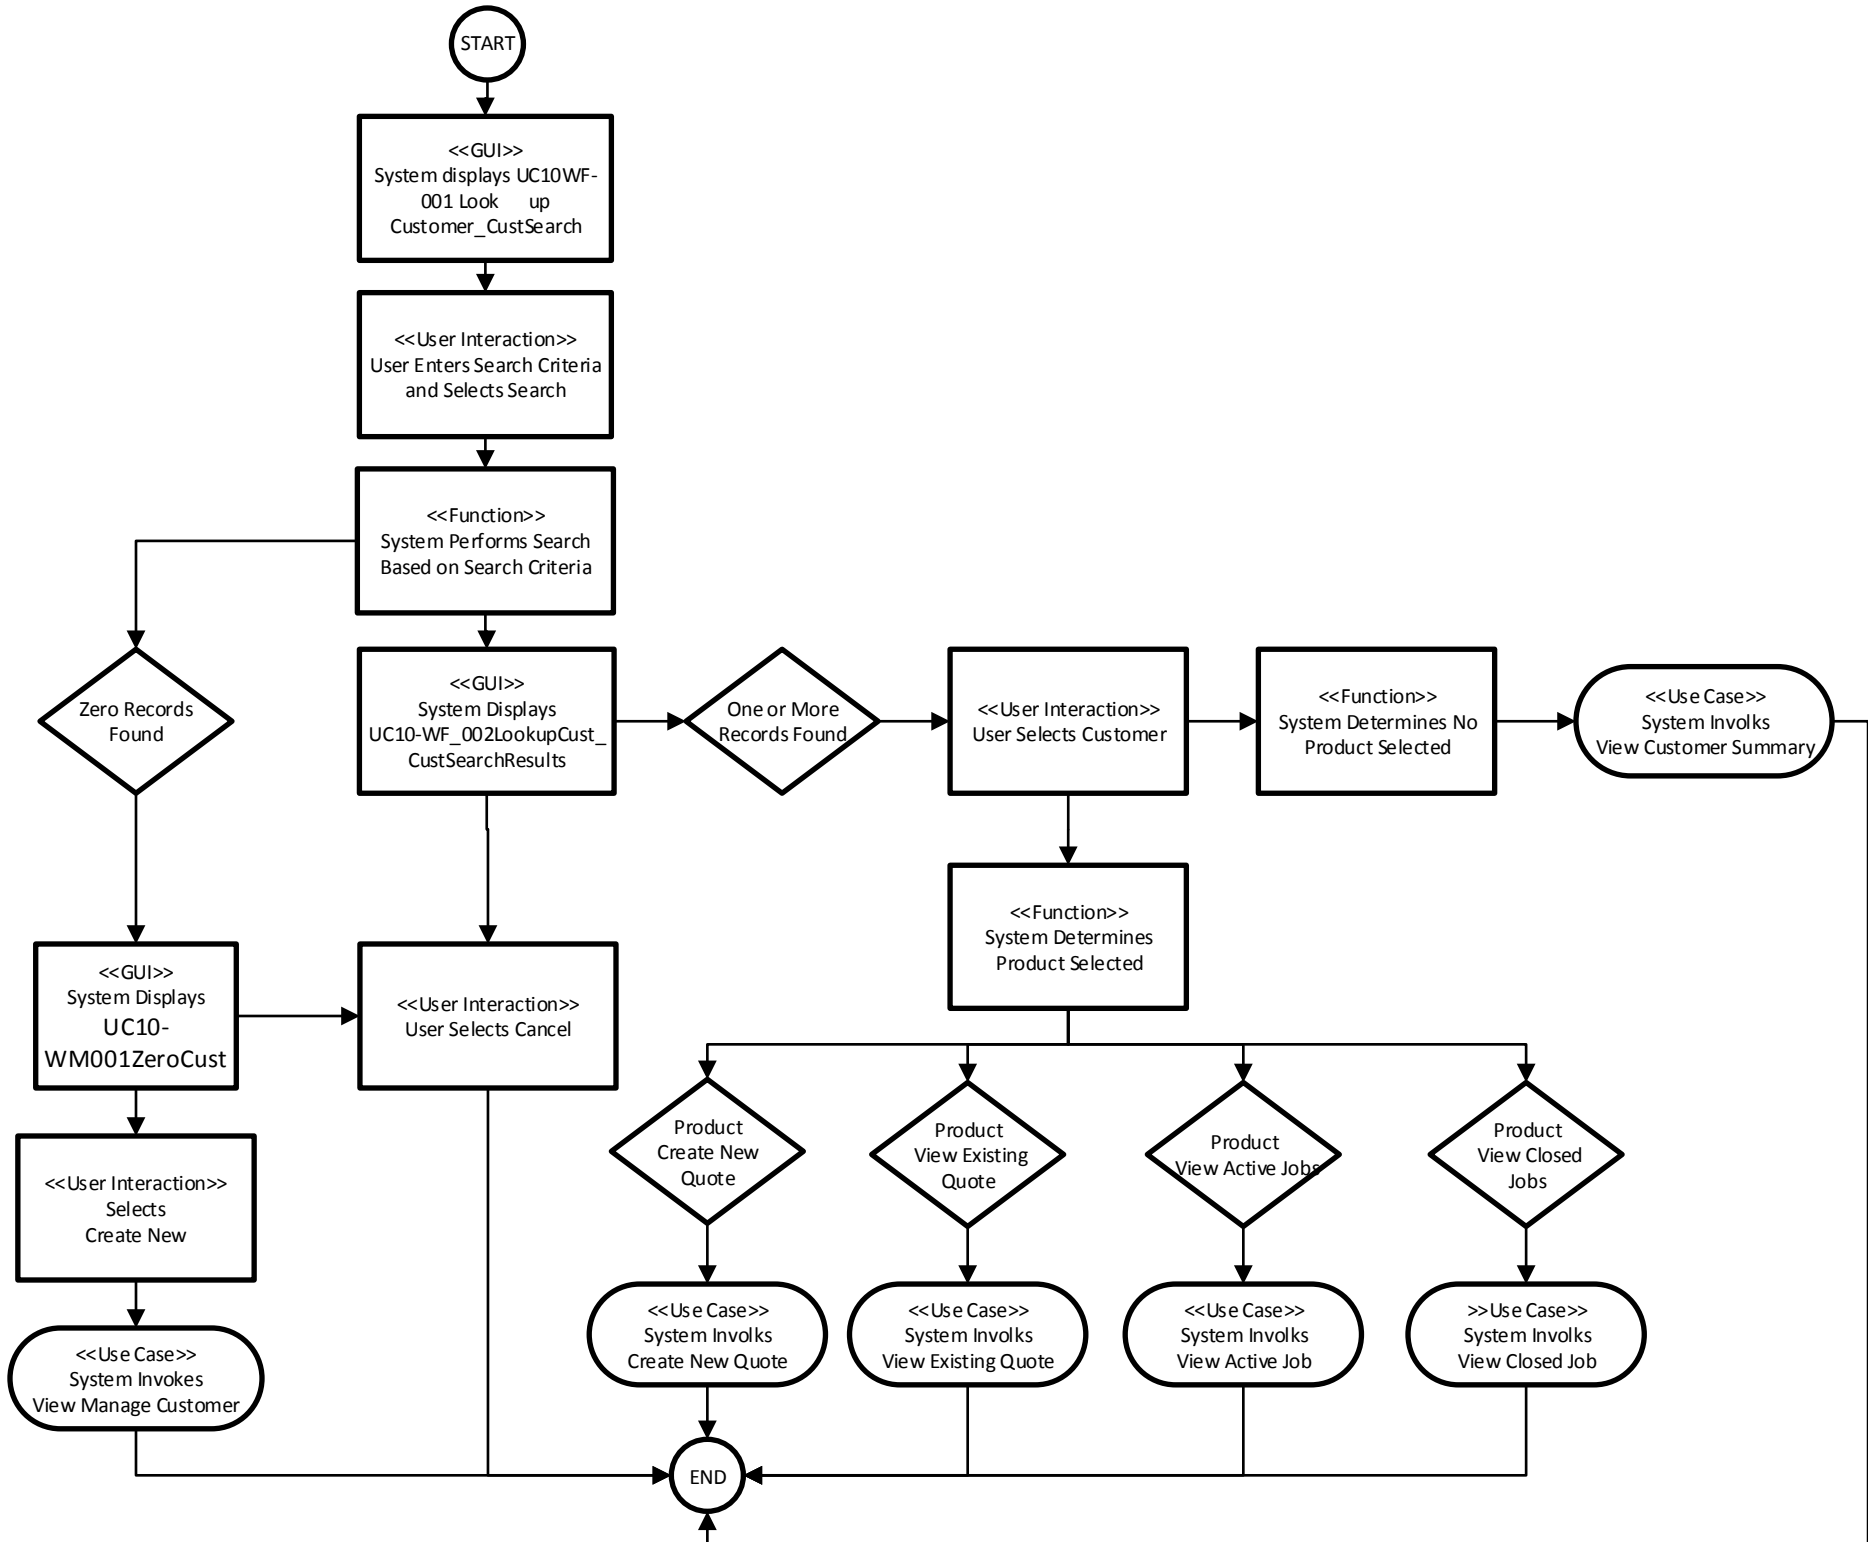 START
<<GUI>>
System displays UC10WF-
001 Look up
Customer_CustSearch
<<User Interaction>>
User Enters Search Criteria
and Selects Search
<<Function>>
System Performs Search
Based on Search Criteria
Zero Records
Found
<<GUI>>
System Displays
UC10-WF_002LookupCust_
CustSearchResults
One or More
Records Found
<<User Interaction>>
User Selects Customer
<<Function>>
System Determines No
Product Selected
<<Use Case>>
System Involks
View Customer Summary
<<Function>>
System Determines
Product Selected
<<GUI>>
System Displays
UC10-
WM001ZeroCust
<<User Interaction>>
User Selects Cancel
<<User Interaction>>
Selects
Create New
Product
Create New
Quote
Product
View Existing
Quote
Product
View Active Jobs
Product
View Closed
Jobs
<<Use Case>>
System Invokes
View Manage Customer
<<Use Case>>
System Involks
Create New Quote
<<Use Case>>
System Involks
View Existing Quote
<<Use Case>>
System Involks
View Active Job
>>Use Case>>
System Involks
View Closed Job
END